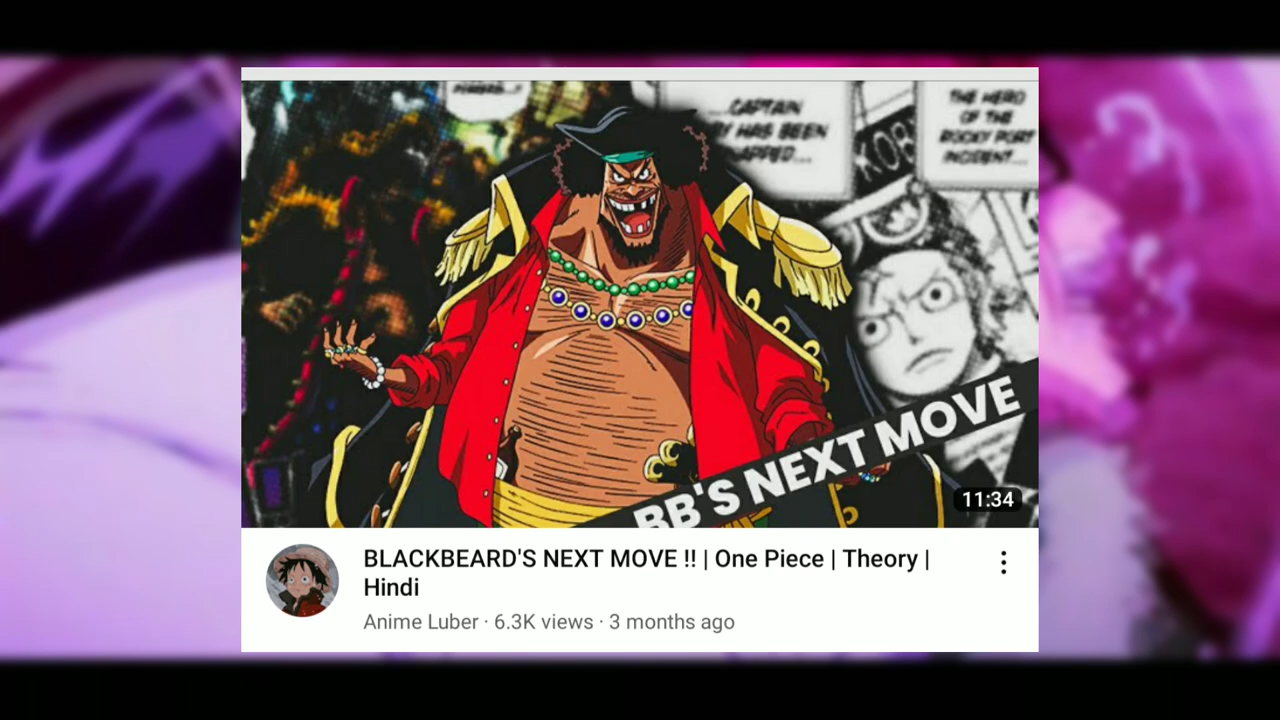 ...CAPTAIN
HAS BEEN
THE HERO
OF THE
ROCKY PORT
INCIDENT...
KOB
BB'S NEXT MOVE
11:34
BLACKBEARD'S NEXT MOVE !! | One Piece | Theory |
Hindi
Anime Luber · 6.3K views · 3 months ago